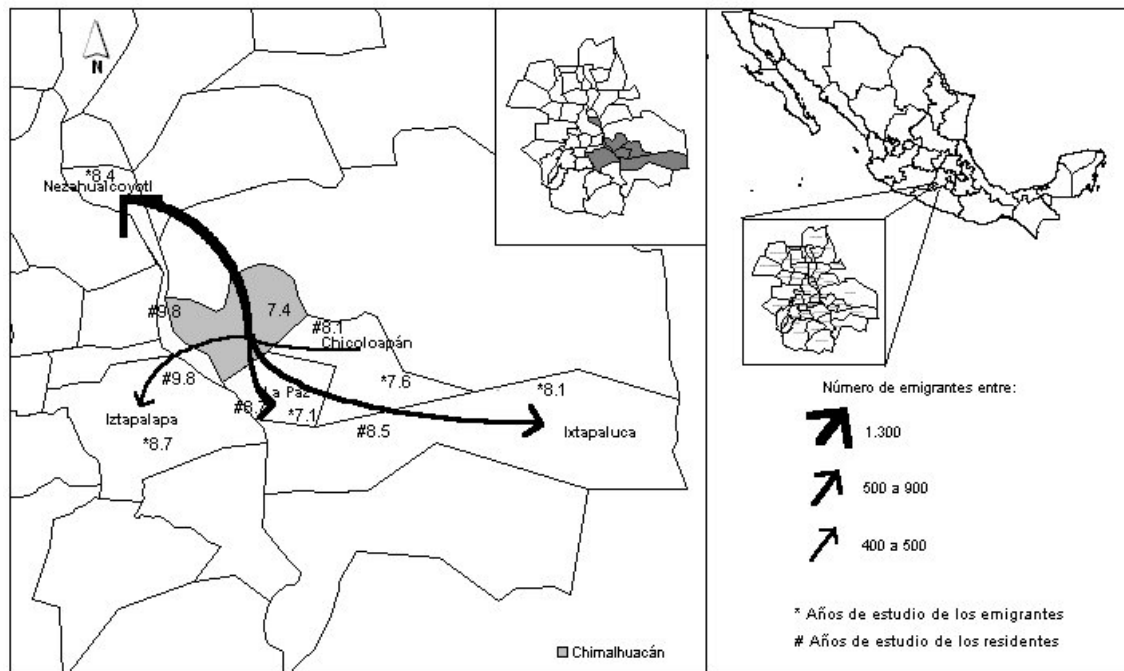 N
*8.4
Nezahualcoyotl
#9.8
7.4
#8.1
Chicoloapán
#9.8
*7.6
*8.1
La Paz
#8.7
*7.1
Iztapalapa
#8.5
Ixtapaluca
*8.7
Chimalhuacán
Número de emigrantes entre:
1.300
500 a 900
400 a 500
* Años de estudio de los emigrantes
# Años de estudio de los residentes